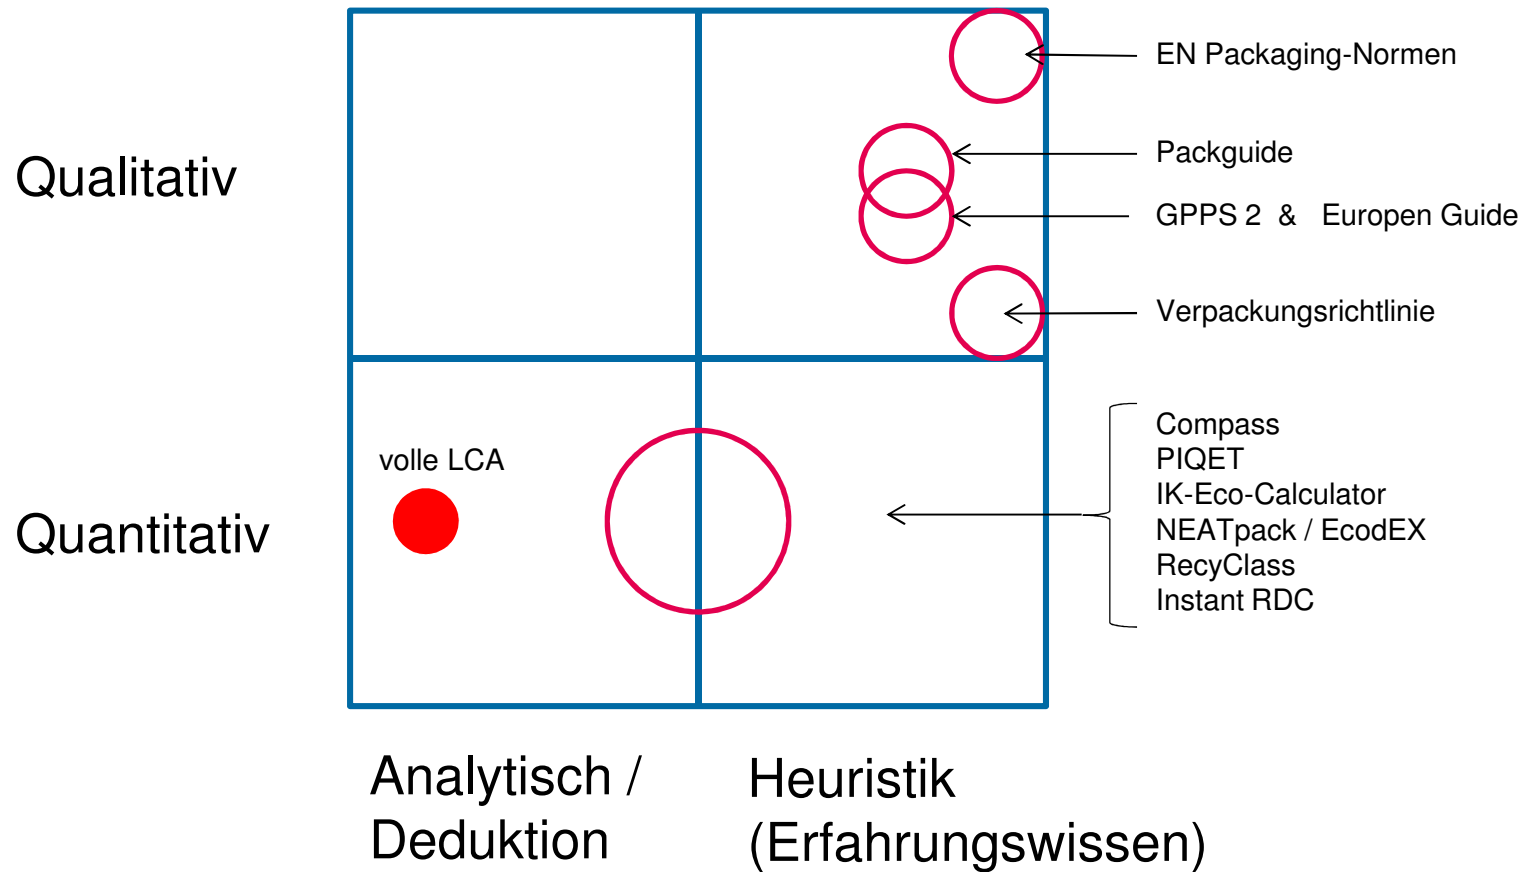 EN Packaging-Normen
Packguide
Qualitativ
GPPS 2 & Europen Guide
Verpackungsrichtlinie
Compass
volle LCA
PIQET
IK-Eco-Calculator
Quantitativ
NEATpack / EcodEX
RecyClass
Instant RDC
Analytisch /
Deduktion
Heuristik
(Erfahrungswissen)